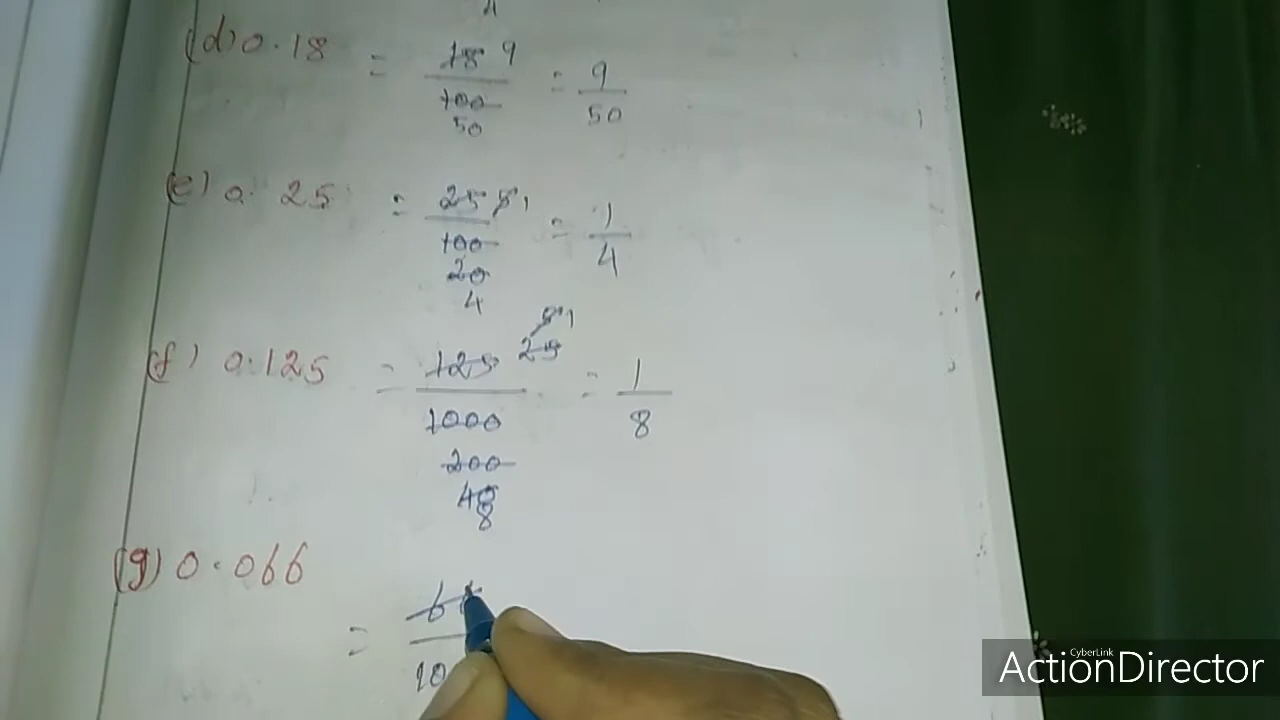 (d) 0.18 = 18 9 / 100 50 = 9/50
(e) 0.25 = 25 5 1 / 100 20 4 = 1/4
(f) 0.125 = 125 25 5 1 / 1000 200 40 8 = 1/8
(g) 0.066
=
CyberLink
ActionDirector